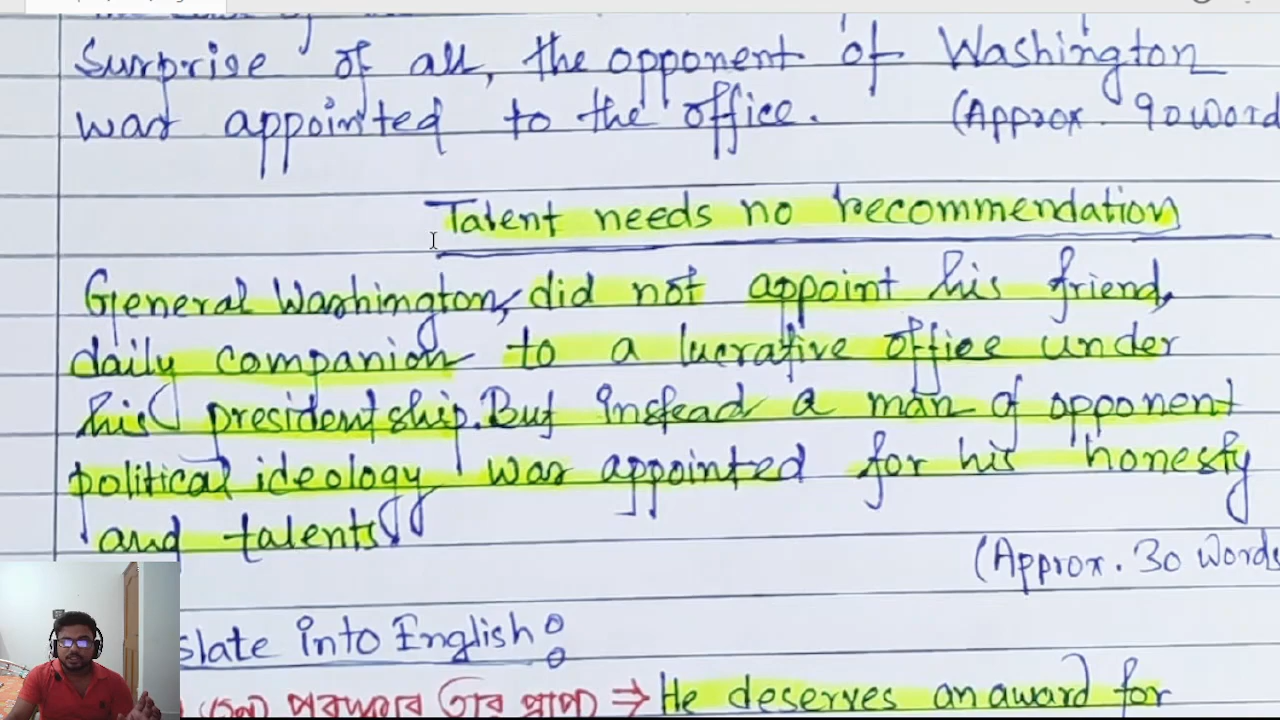 Surprise of all, the opponent of Washington
was appointed to the office. (Approx. 90 Word
Talent needs no recommendation
General Washington, did not appoint his friend,
daily companion to a lucrative office under
his presidentship. But instead a man of opponent
political ideology was appointed for his honesty
and talents
(Approx. 30 Words
slate into English:
পুরস্কার তার প্রাপ্য ⇒ He deserves an award for